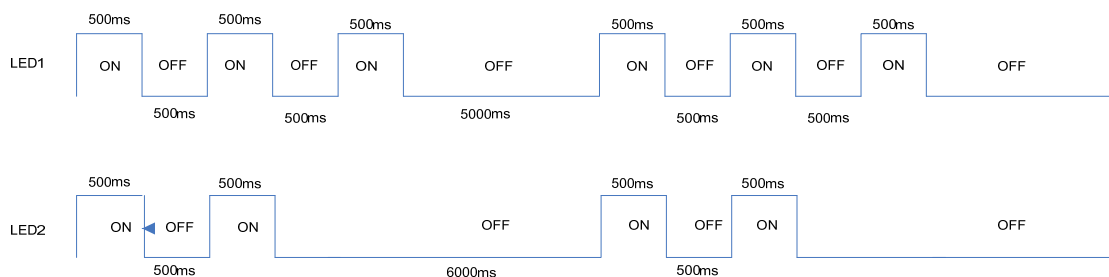 500ms 500ms 500ms 500ms 500ms 500ms
LED1 ON OFF ON OFF ON OFF ON OFF ON OFF ON OFF
500ms 500ms 5000ms 500ms 500ms
500ms 500ms 500ms 500ms
LED2 ON OFF ON OFF ON OFF ON OFF
500ms 6000ms 500ms